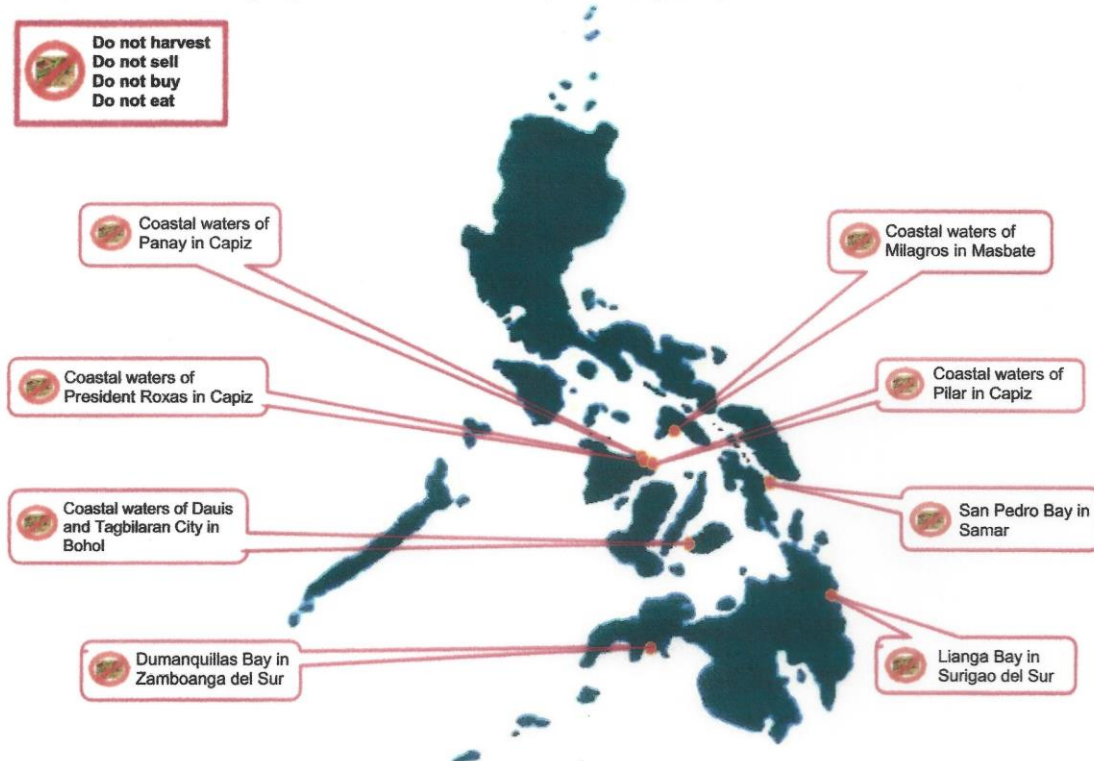 Do not harvest
Do not sell
Do not buy
Do not eat
Coastal waters of
Panay in Capiz
Coastal waters of
Milagros in Masbate
Coastal waters of
President Roxas in Capiz
Coastal waters of
Pilar in Capiz
Coastal waters of Dauis
and Tagbilaran City in
Bohol
San Pedro Bay in
Samar
Dumanquillas Bay in
Zamboanga del Sur
Lianga Bay in
Surigao del Sur